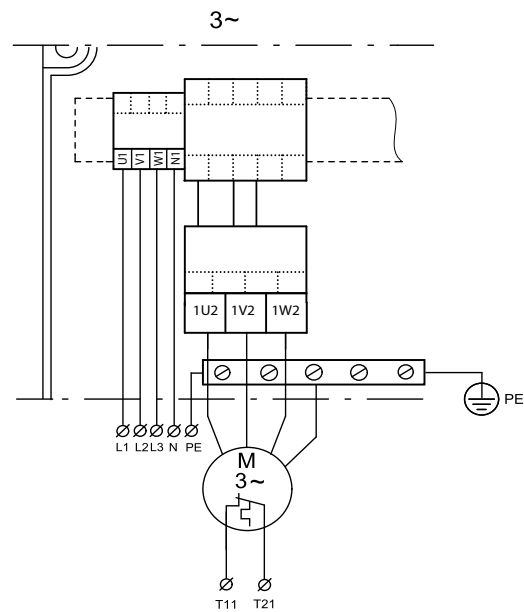 3~
U1 V1 W1 N1
1U2 1V2 1W2
PE
L1 L2 L3 N PE
M
3~
T11 T21